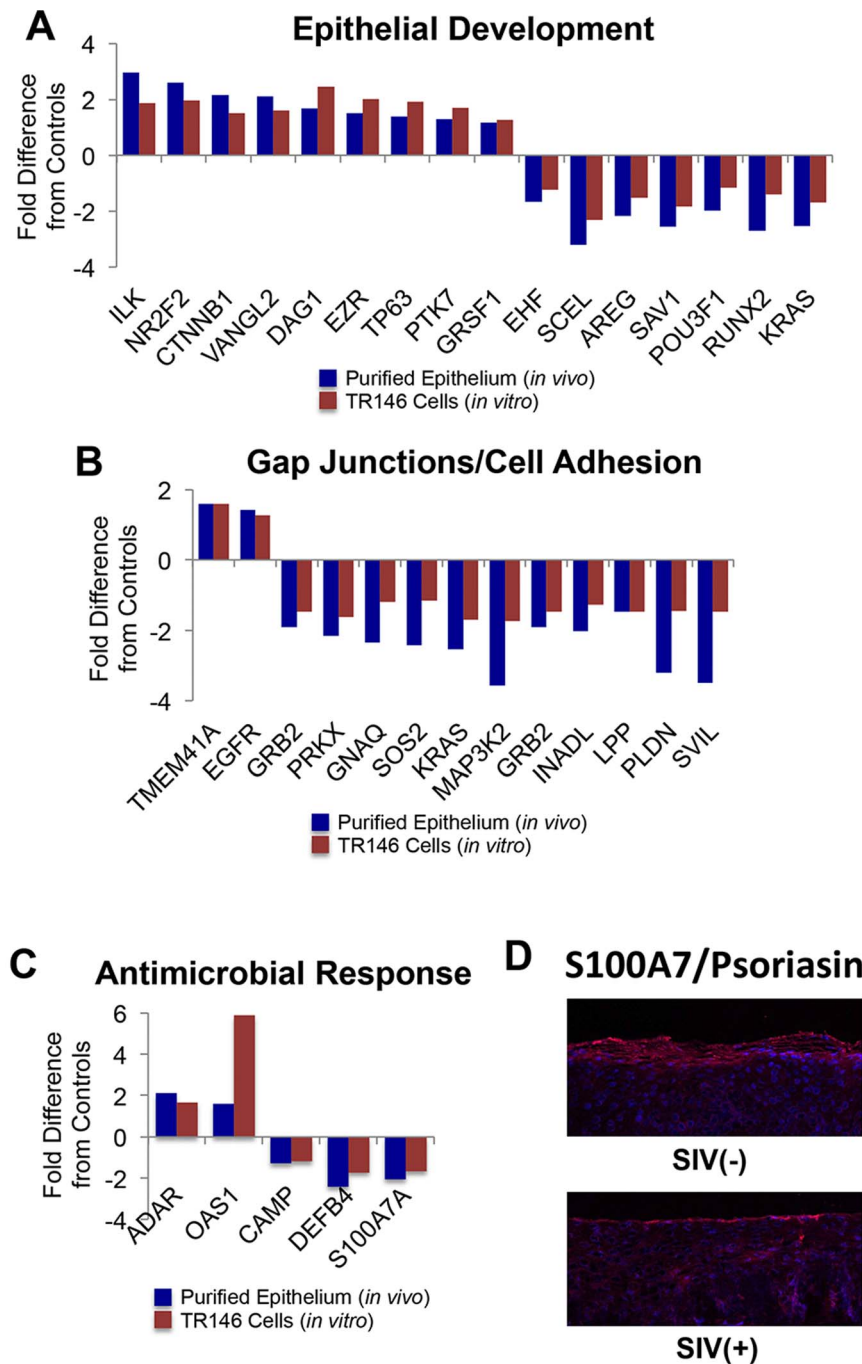 A
Epithelial Development
Fold Difference
from Controls
4
2
0
-2
-4
ILK
NR2F2
CTNNB1
VANGL2
DAG1
EZR
TP63
PTK7
GRSF1
EHF
SCEL
AREG
SAV1
POU3F1
RUNX2
KRAS
Purified Epithelium (in vivo)
TR146 Cells (in vitro)
B
Gap Junctions/Cell Adhesion
Fold Difference
from Controls
2
0
-2
-4
TMEM41A
EGFR
GRB2
PRKX
GNAQ
SOS2
KRAS
MAP3K2
GRB2
INADL
LPP
PLDN
SVIL
Purified Epithelium (in vivo)
TR146 Cells (in vitro)
C
Antimicrobial Response
Fold Difference
from Controls
6
4
2
0
-2
-4
ADAR
OAS1
CAMP
DEFB4
S100A7A
Purified Epithelium (in vivo)
TR146 Cells (in vitro)
D
S100A7/Psoriasin
SIV(-)
SIV(+)